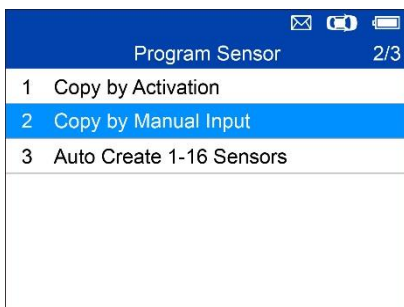 Program Sensor 2/3
1 Copy by Activation
2 Copy by Manual Input
3 Auto Create 1-16 Sensors